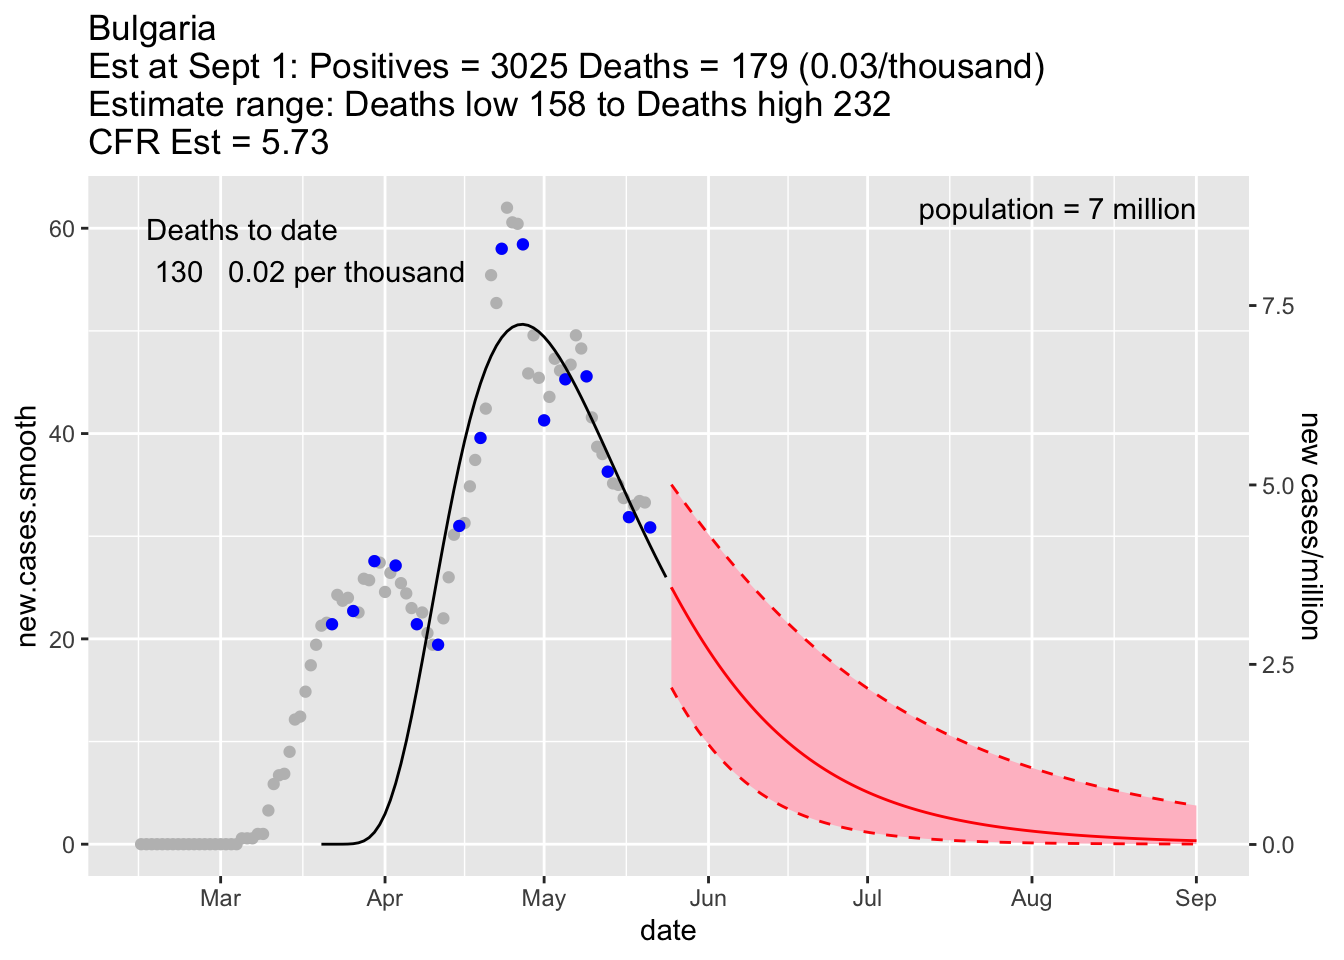 Bulgaria
Est at Sept 1: Positives = 3025 Deaths = 179 (0.03/thousand)
Estimate range: Deaths low 158 to Deaths high 232
CFR Est = 5.73
population = 7 million
Deaths to date
130 0.02 per thousand
60
40
20
0
new.cases.smooth
7.5
5.0
2.5
0.0
new cases/million
Mar Apr May Jun Jul Aug Sep
date